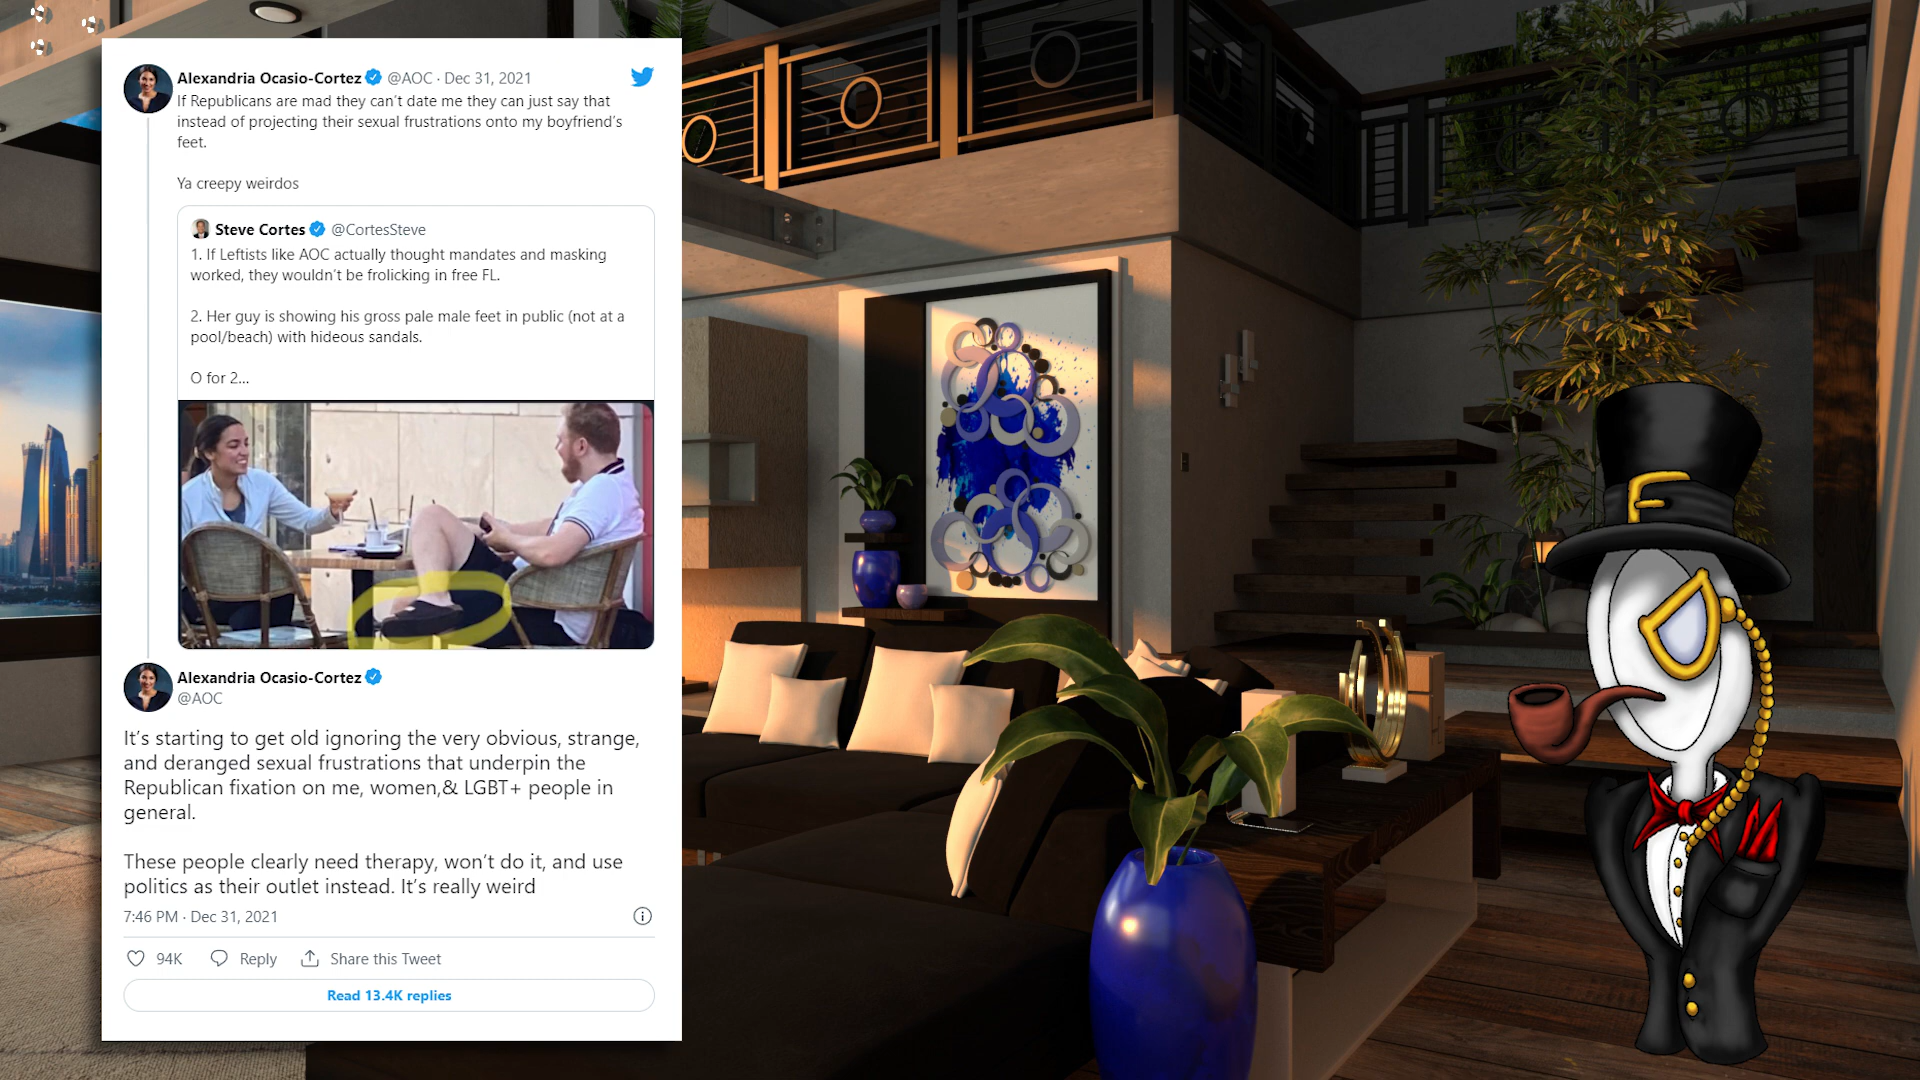 Alexandria Ocasio-Cortez @AOC · Dec 31, 2021
If Republicans are mad they can’t date me they can just say that
instead of projecting their sexual frustrations onto my boyfriend’s
feet.
Ya creepy weirdos
Steve Cortes @CortesSteve
1. If Leftists like AOC actually thought mandates and masking
worked, they wouldn’t be frolicking in free FL.
2. Her guy is showing his gross pale male feet in public (not at a
pool/beach) with hideous sandals.
O for 2...
Alexandria Ocasio-Cortez
@AOC
It’s starting to get old ignoring the very obvious, strange,
and deranged sexual frustrations that underpin the
Republican fixation on me, women,& LGBT+ people in
general.
These people clearly need therapy, won’t do it, and use
politics as their outlet instead. It’s really weird
7:46 PM · Dec 31, 2021
94K Reply Share this Tweet
Read 13.4K replies
F